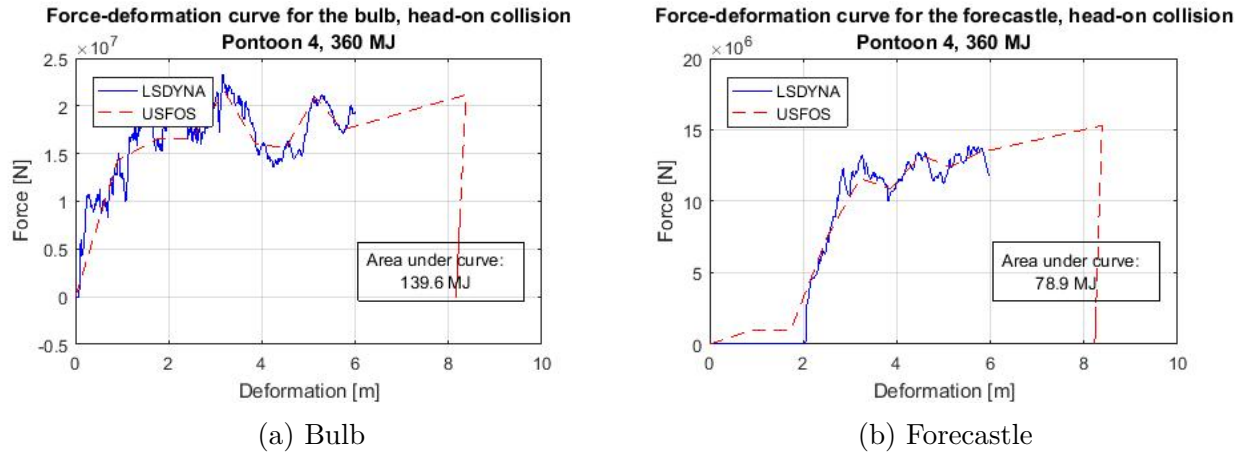 Force-deformation curve for the bulb, head-on collision
Pontoon 4, 360 MJ
×10⁷
2.5
2
1.5
1
0.5
0
-0.5
Force [N]
LSDYNA
USFOS
Area under curve:
139.6 MJ
0 2 4 6 8 10
Deformation [m]
(a) Bulb
Force-deformation curve for the forecastle, head-on collision
Pontoon 4, 360 MJ
×10⁶
20
15
10
5
0
Force [N]
LSDYNA
USFOS
Area under curve:
78.9 MJ
0 2 4 6 8 10
Deformation [m]
(b) Forecastle